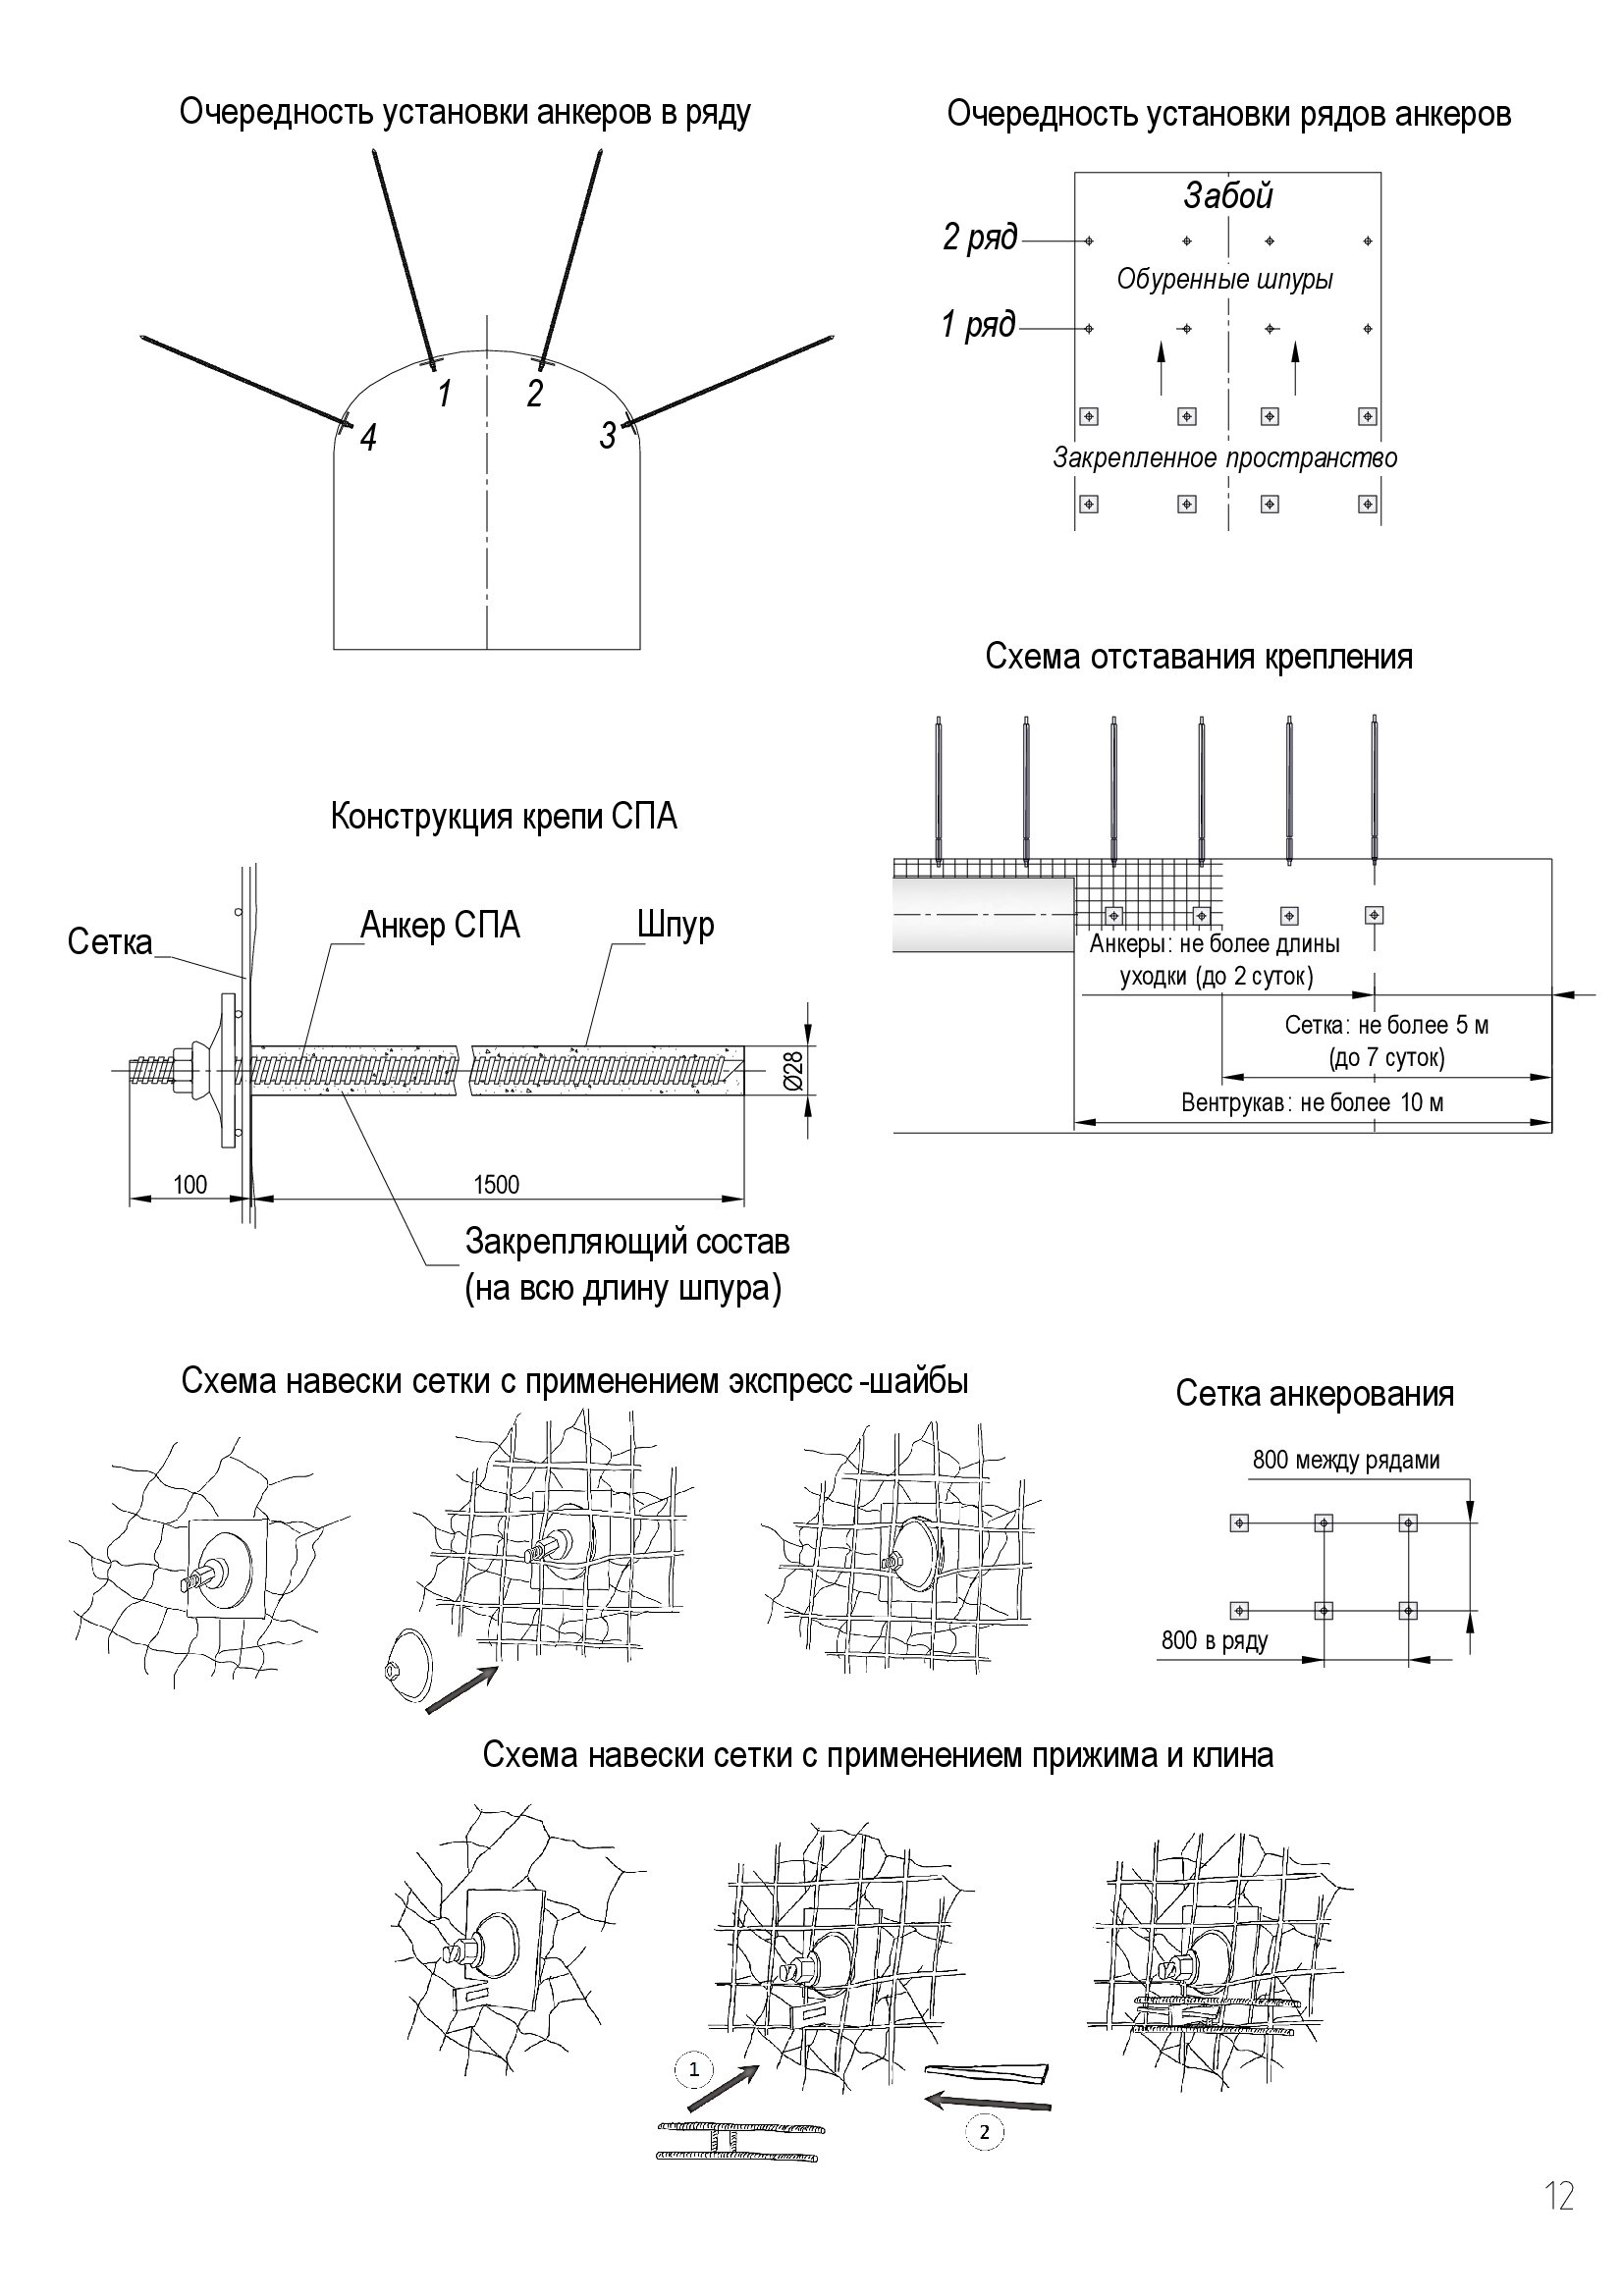 Очередность установки анкеров в ряду
1
2
3
4
Очередность установки рядов анкеров
Забой
2 ряд
Обуренные шпуры
1 ряд
Закрепленное пространство
Схема отставания крепления
Анкеры: не более длины
уходки (до 2 суток)
Сетка: не более 5 м
(до 7 суток)
Вентрукав: не более 10 м
Конструкция крепи СПА
Сетка
Анкер СПА
Шпур
Ø28
100
1500
Закрепляющий состав
(на всю длину шпура)
Схема навески сетки с применением экспресс-шайбы
Сетка анкерования
800 между рядами
800 в ряду
Схема навески сетки с применением прижима и клина
1
2
12